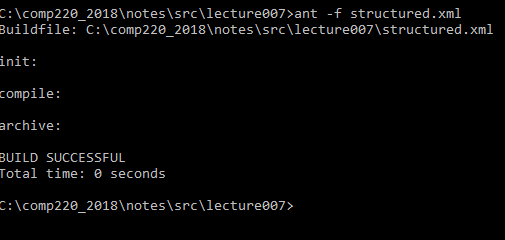 C:\comp220_2018\notes\src\lecture007>ant -f structured.xml
Buildfile: C:\comp220_2018\notes\src\lecture007\structured.xml
init:
compile:
archive:
BUILD SUCCESSFUL
Total time: 0 seconds
C:\comp220_2018\notes\src\lecture007>